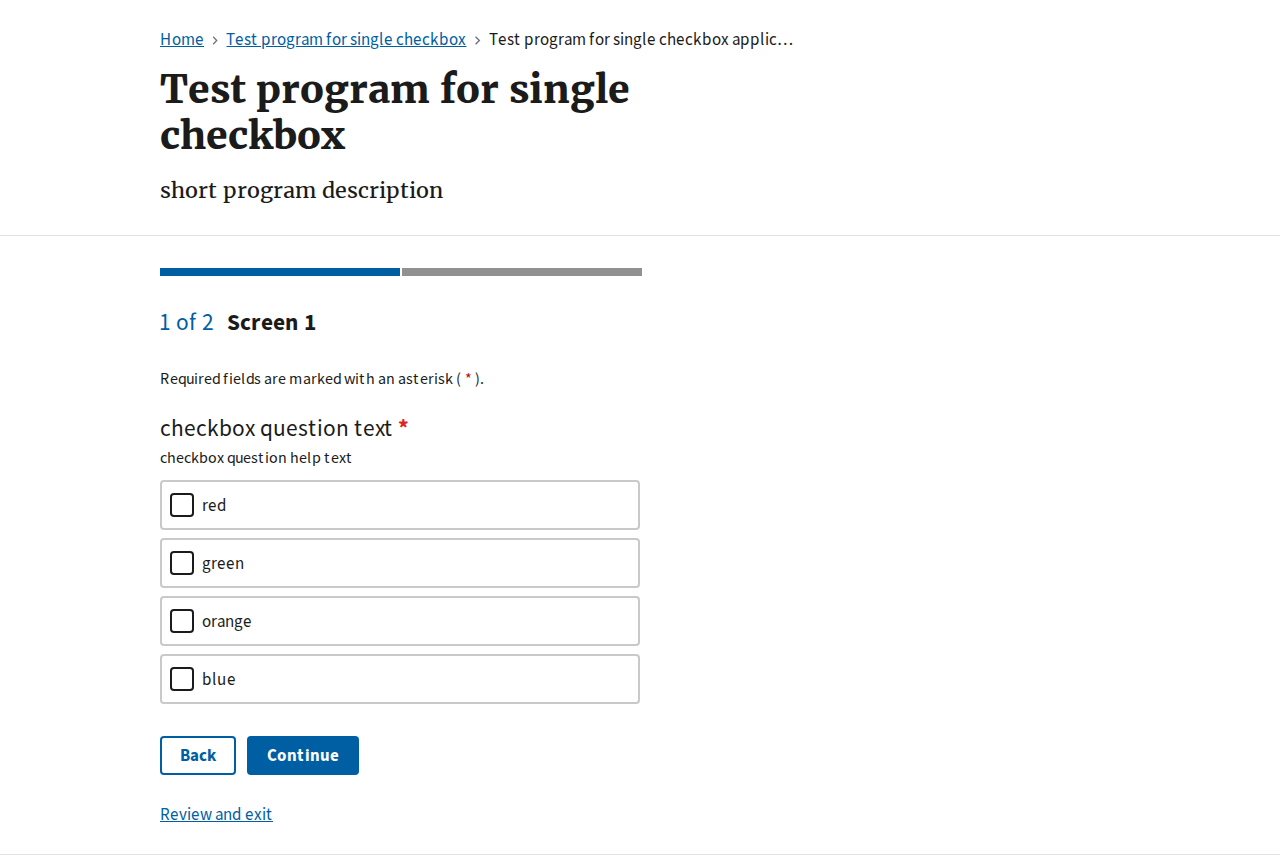 Home › Test program for single checkbox › Test program for single checkbox applic…
Test program for single
checkbox
short program description
1 of 2 Screen 1
Required fields are marked with an asterisk ( * ).
checkbox question text *
checkbox question help text
red
green
orange
blue
Back Continue
Review and exit